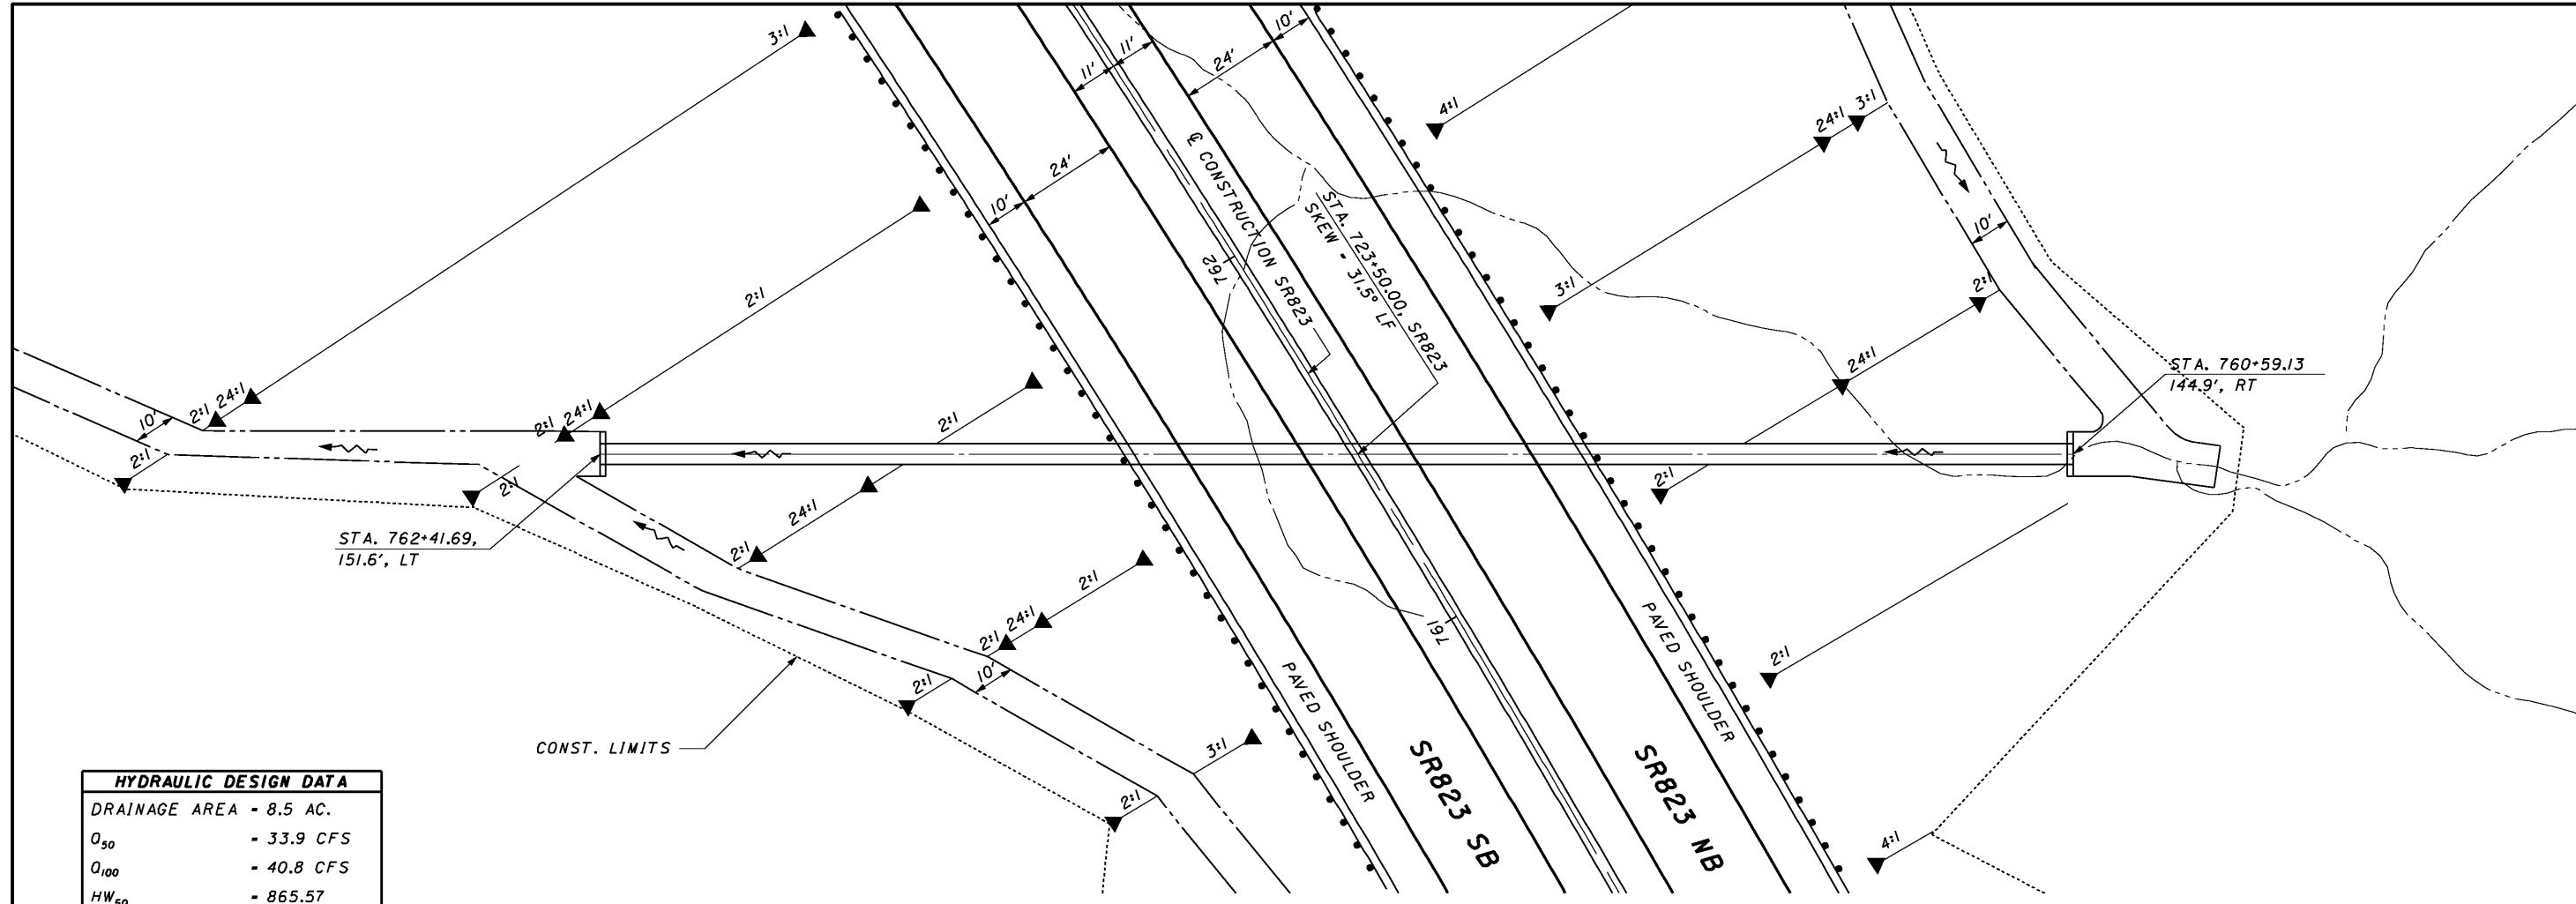 3:1
10'
11'
11'
24'
10'
4:1
24:1
3:1
24'
10'
℄ CONSTRUCTION SR823
STA. 723+50.00, SR823
SKEW = 31.5° LF
762
10'
2:1
3:1
2:1
24:1
STA. 760+59.13
144.9', RT
2:1
24:1
10'
2:1
24:1
2:1
2:1
2:1
2:1
2:1
24:1
2:1
STA. 762+41.69,
151.6', LT
2:1
24:1
2:1
10'
2:1
761
PAVED SHOULDER
PAVED SHOULDER
2:1
CONST. LIMITS
3:1
2:1
SR823 SB
SR823 NB
4:1
HYDRAULIC DESIGN DATA
DRAINAGE AREA = 8.5 AC.
Q50 = 33.9 CFS
Q100 = 40.8 CFS
HW50 = 865.57